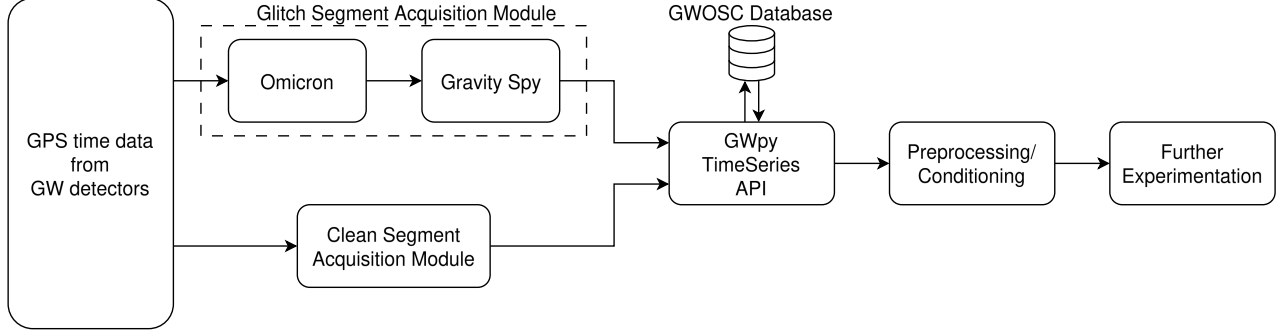 Glitch Segment Acquisition Module
GWOSC Database
Omicron
Gravity Spy
GPS time data
from
GW detectors
GWpy
TimeSeries
API
Preprocessing/
Conditioning
Further
Experimentation
Clean Segment
Acquisition Module